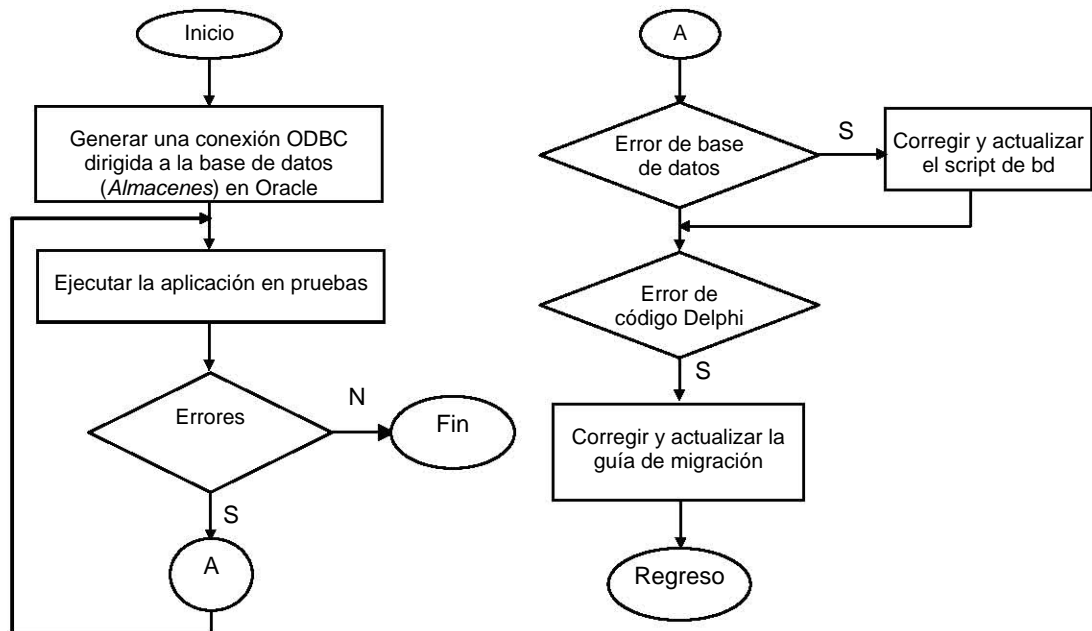 Inicio
Generar una conexión ODBC
dirigida a la base de datos
(Almacenes) en Oracle
Ejecutar la aplicación en pruebas
Errores
N
Fin
S
A
A
Error de base
de datos
S
Corregir y actualizar
el script de bd
Error de
código Delphi
S
Corregir y actualizar la
guía de migración
Regreso